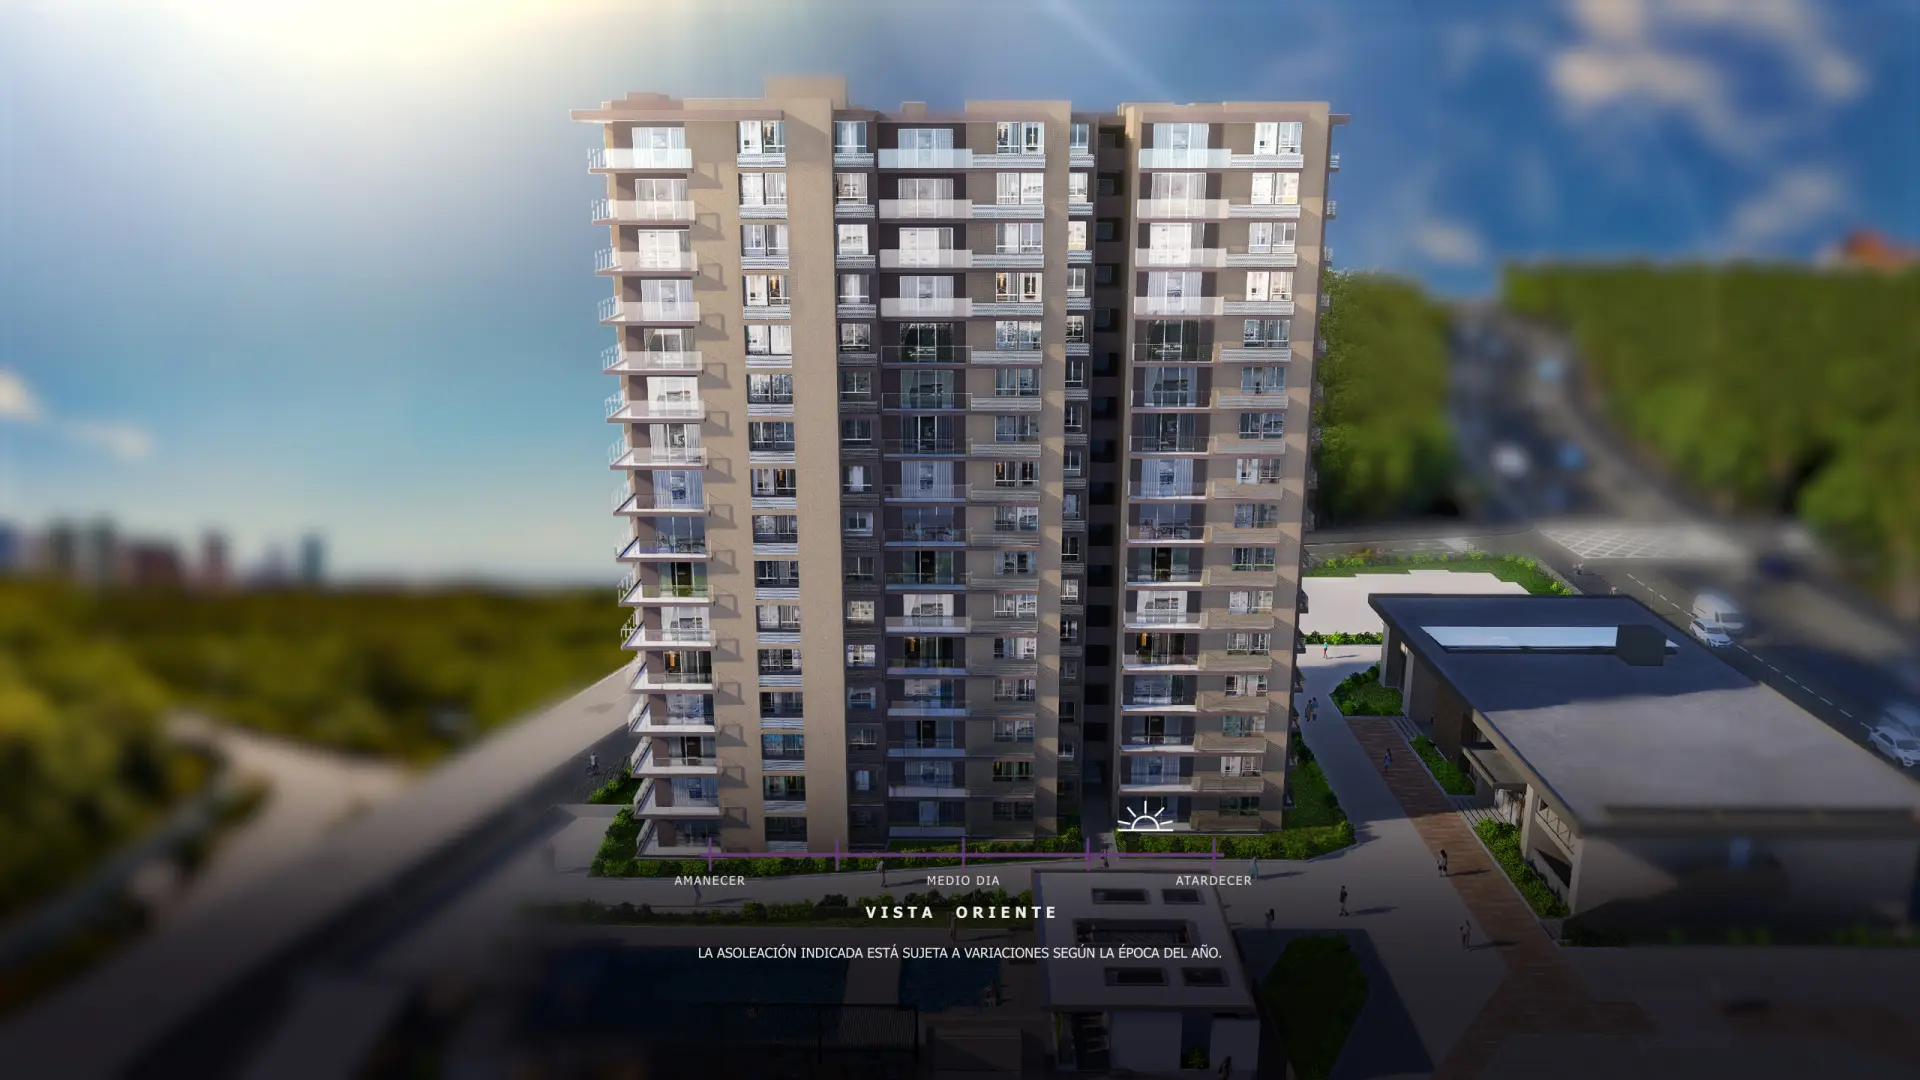 AMANECER MEDIO DIA ATARDECER
VISTA ORIENTE
LA ASOLEACIÓN INDICADA ESTÁ SUJETA A VARIACIONES SEGÚN LA ÉPOCA DEL AÑO.